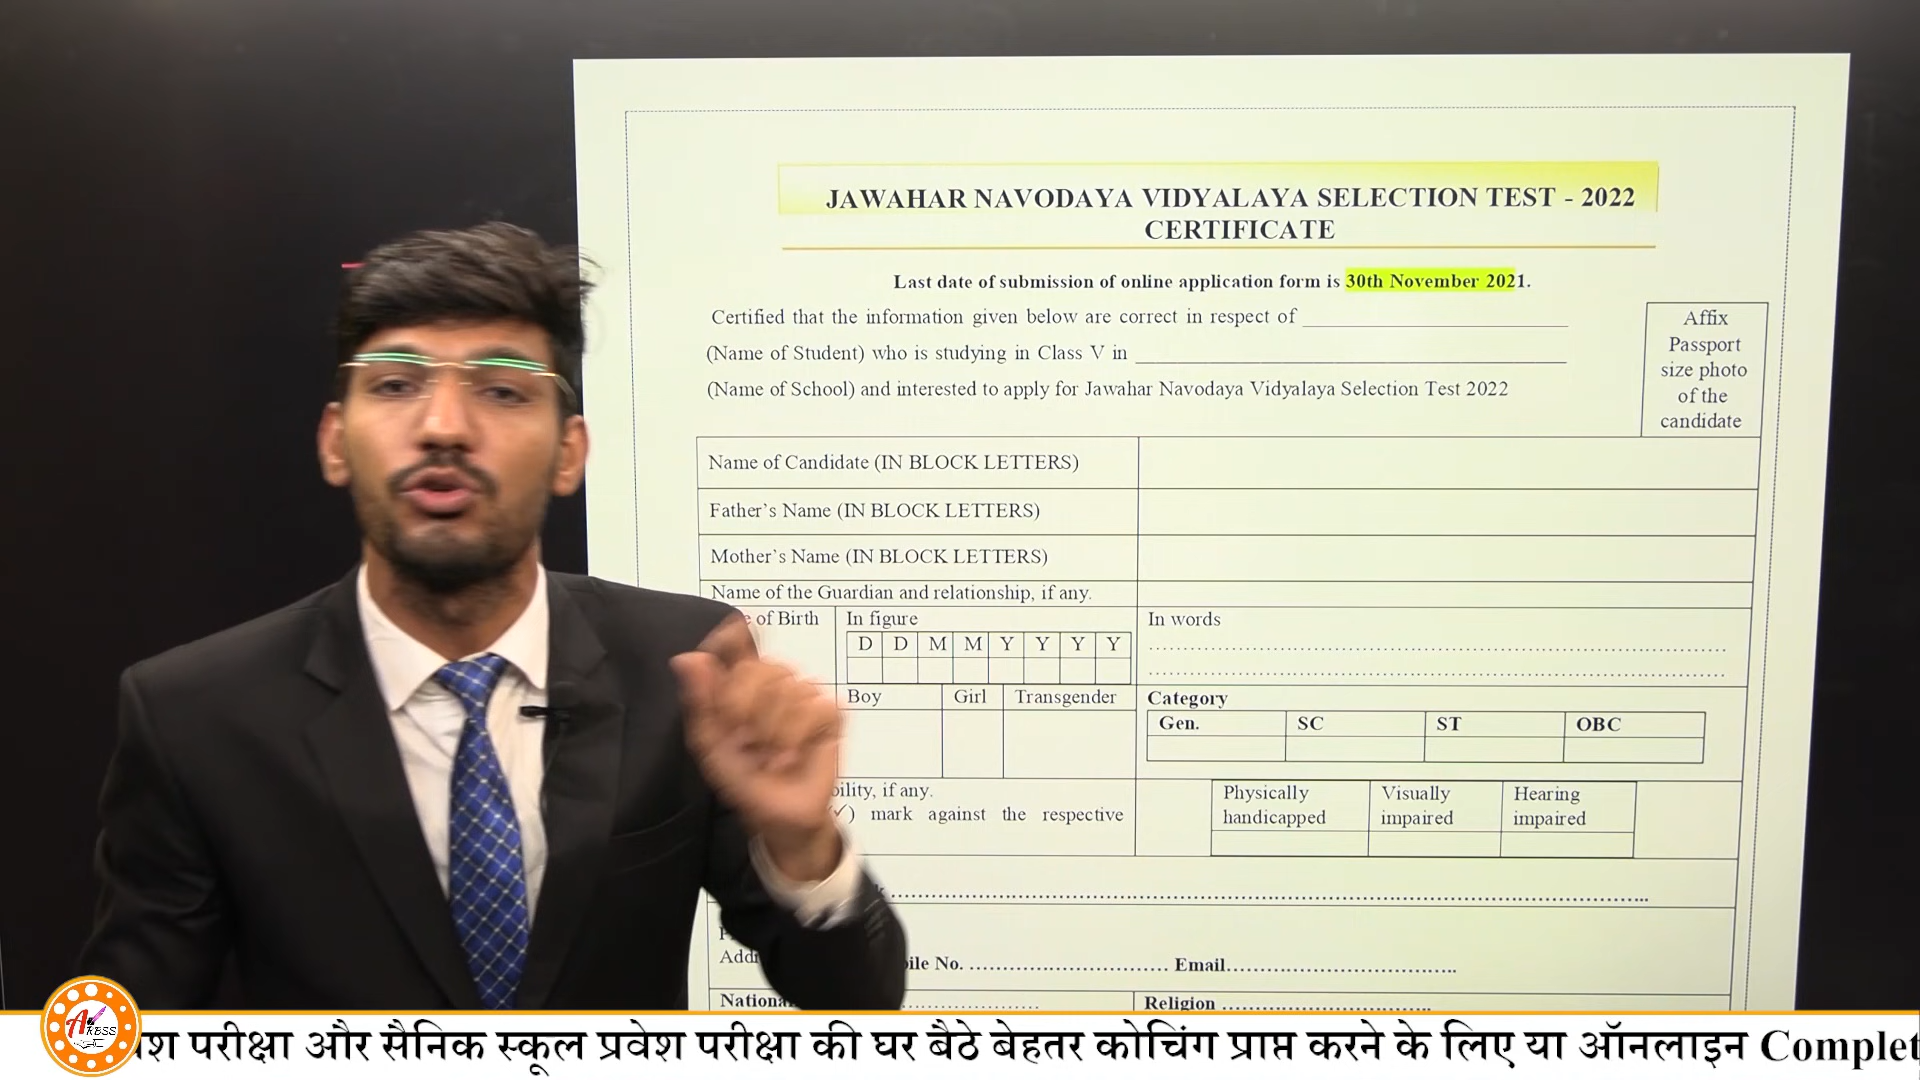 JAWAHAR NAVODAYA VIDYALAYA SELECTION TEST - 2022
CERTIFICATE
Last date of submission of online application form is 30th November 2021.
Certified that the information given below are correct in respect of
(Name of Student) who is studying in Class V in
(Name of School) and interested to apply for Jawahar Navodaya Vidyalaya Selection Test 2022
Affix
Passport
size photo
of the
candidate
Name of Candidate (IN BLOCK LETTERS)
Father's Name (IN BLOCK LETTERS)
Mother's Name (IN BLOCK LETTERS)
Name of the Guardian and relationship, if any.
of Birth
In figure
D D M M Y Y Y Y
In words
Boy Girl Transgender
Category
Gen. SC ST OBC
if any.
(✓) mark against the respective
Physically
handicapped
Visually
impaired
Hearing
impaired
No. Email
Religion
परीक्षा और सैनिक स्कूल प्रवेश परीक्षा की घर बैठे बेहतर कोचिंग प्राप्त करने के लिए या ऑनलाइन Complet